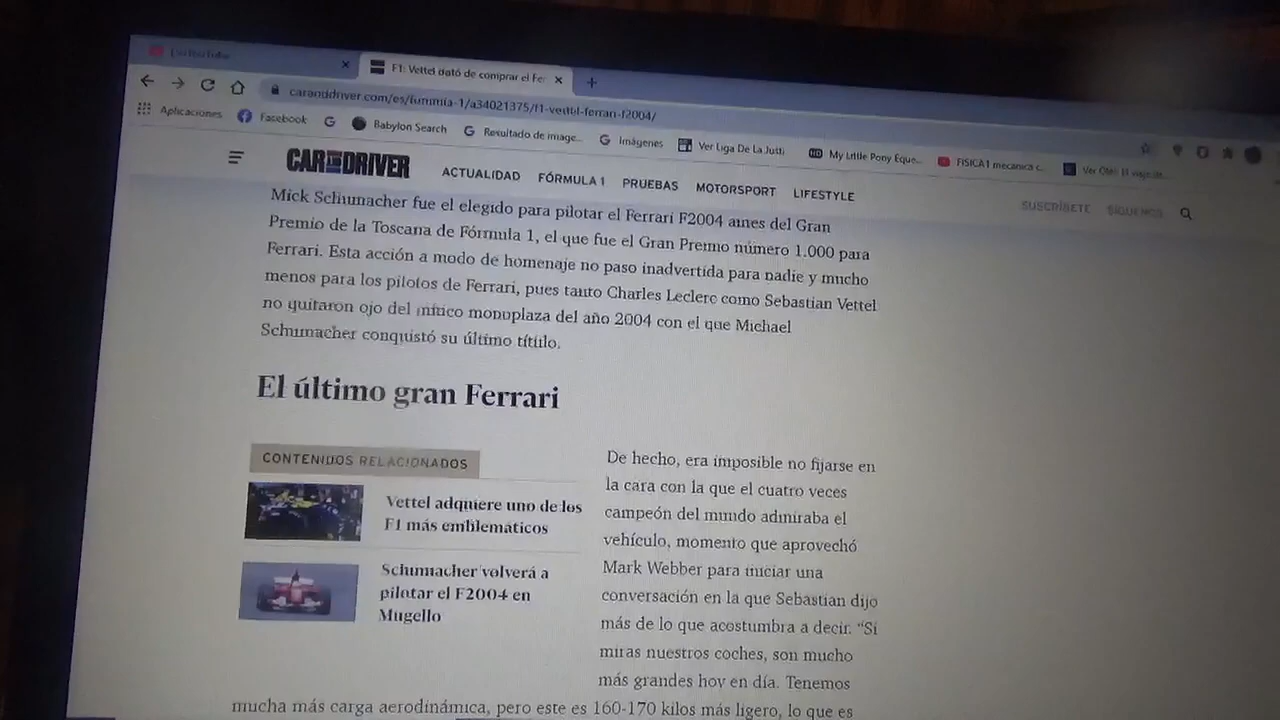 F1: Vettel trató de comprar el Fer
caranddriver.com/es/formula-1/a34021375/f1-vettel-ferrari-f2004/
Aplicaciones Facebook Babylon Search Resultado de image... Imágenes Ver Liga De La Justi My Little Pony Eque... FISICA 1 mecanica c...
CAR AND DRIVER ACTUALIDAD FÓRMULA 1 PRUEBAS MOTORSPORT LIFESTYLE SUSCRÍBETE SÍGUENOS
Mick Schumacher fue el elegido para pilotar el Ferrari F2004 antes del Gran
Premio de la Toscana de Fórmula 1, el que fue el Gran Premio número 1.000 para
Ferrari. Esta acción a modo de homenaje no paso inadvertida para nadie y mucho
menos para los pilotos de Ferrari, pues tanto Charles Leclerc como Sebastian Vettel
no quitaron ojo del mítico monoplaza del año 2004 con el que Michael
Schumacher conquistó su último título.
El último gran Ferrari
CONTENIDOS RELACIONADOS
Vettel adquiere uno de los
F1 más emblemáticos
Schumacher volverá a
pilotar el F2004 en
Mugello
De hecho, era imposible no fijarse en
la cara con la que el cuatro veces
campeón del mundo admiraba el
vehículo, momento que aprovechó
Mark Webber para iniciar una
conversación en la que Sebastian dijo
más de lo que acostumbra a decir. “Si
miras nuestros coches, son mucho
más grandes hoy en día. Tenemos
mucha más carga aerodinámica, pero este es 160-170 kilos más ligero, lo que es